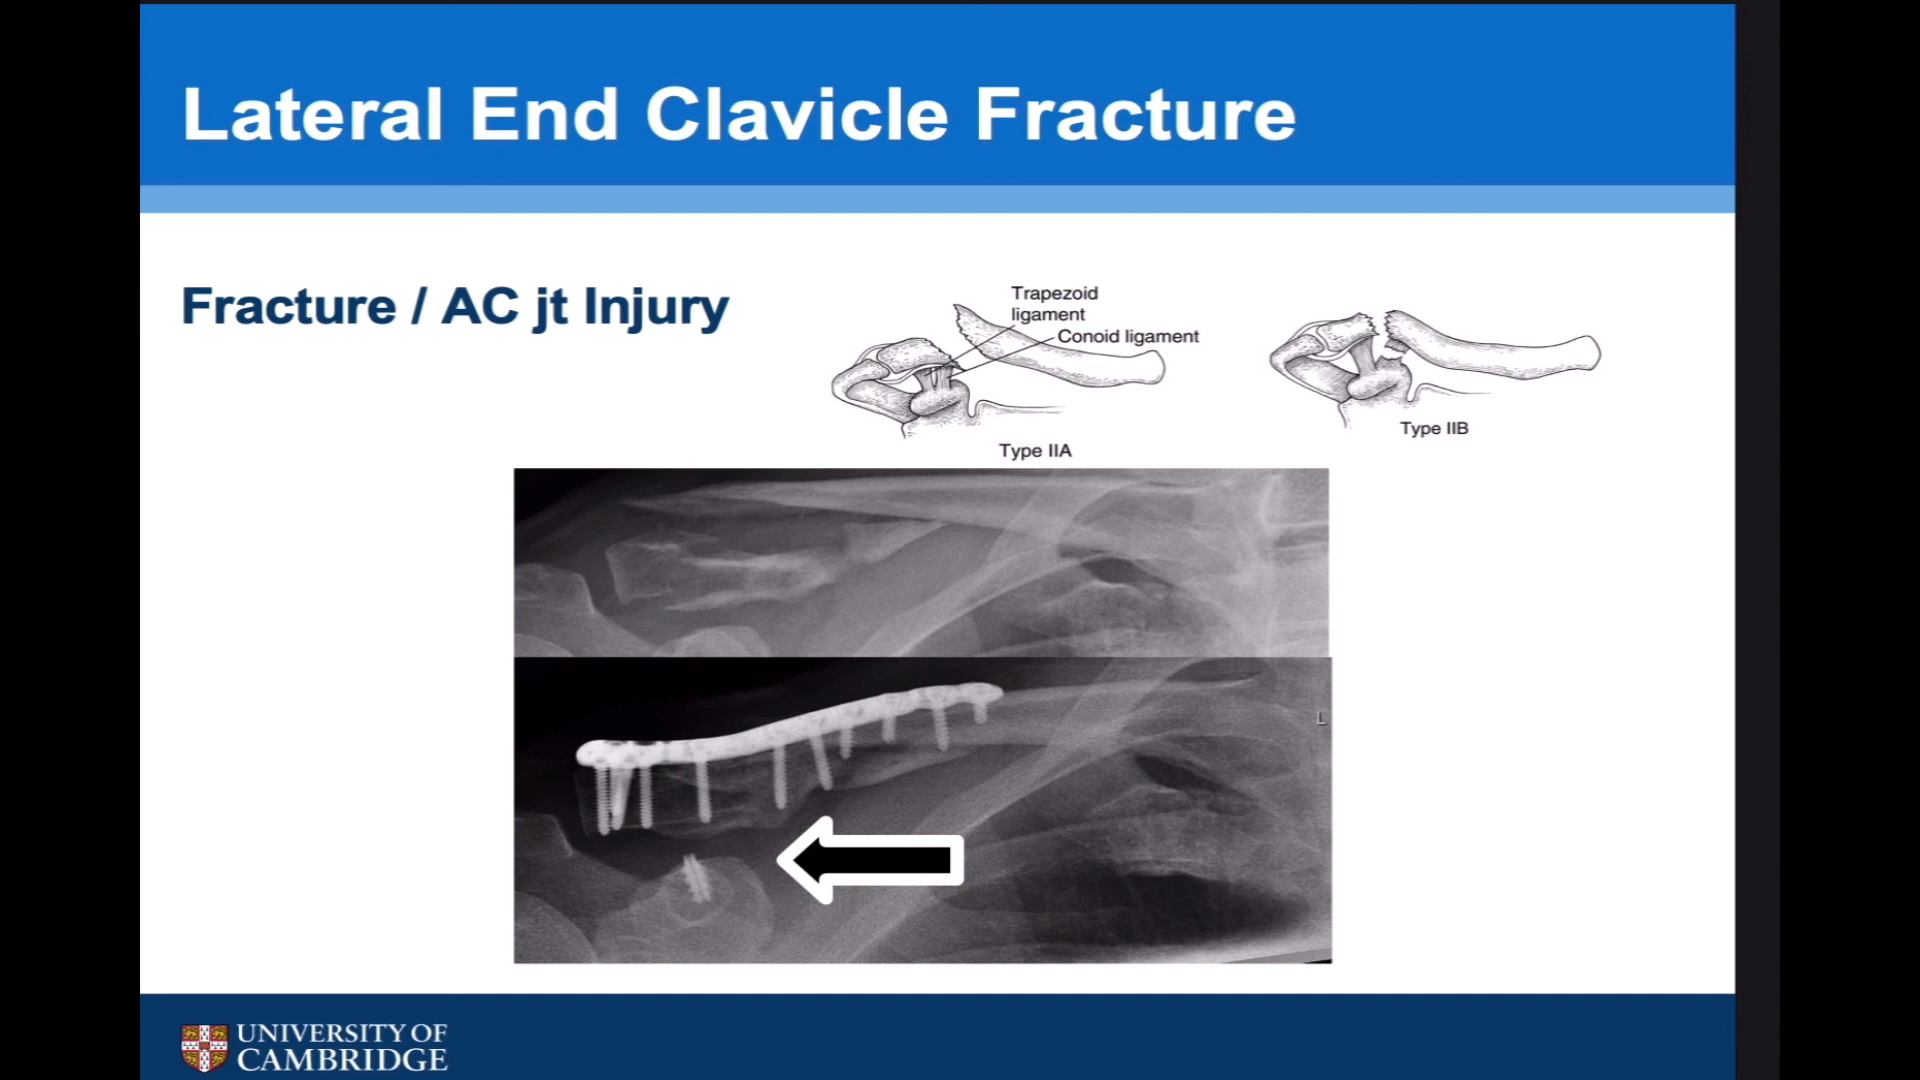 Lateral End Clavicle Fracture
Fracture / AC jt Injury
Trapezoid
ligament
Conoid ligament
Type IIA
Type IIB
L
UNIVERSITY OF
CAMBRIDGE